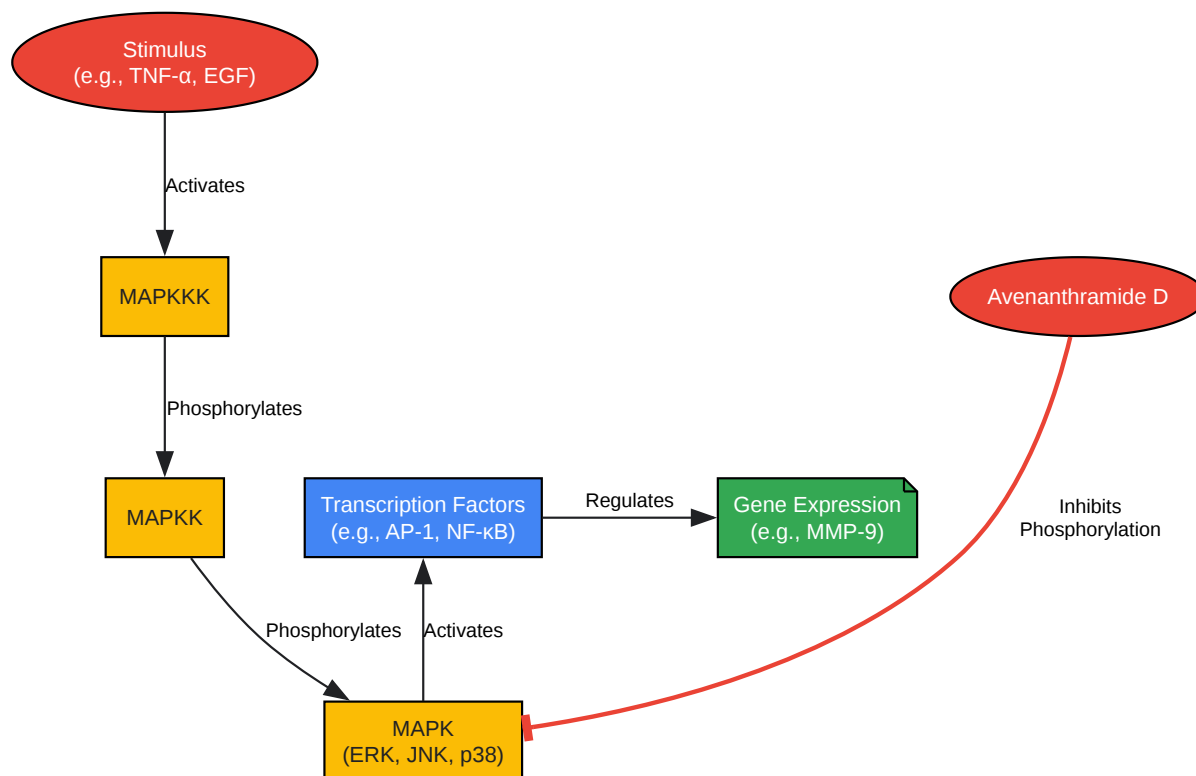 Stimulus
(e.g., TNF-α, EGF)
Activates
MAPKKK
Avenanthramide D
Phosphorylates
MAPKK
Transcription Factors
(e.g., AP-1, NF-κB)
Regulates
Gene Expression
(e.g., MMP-9)
Inhibits
Phosphorylation
Phosphorylates
Activates
MAPK
(ERK, JNK, p38)